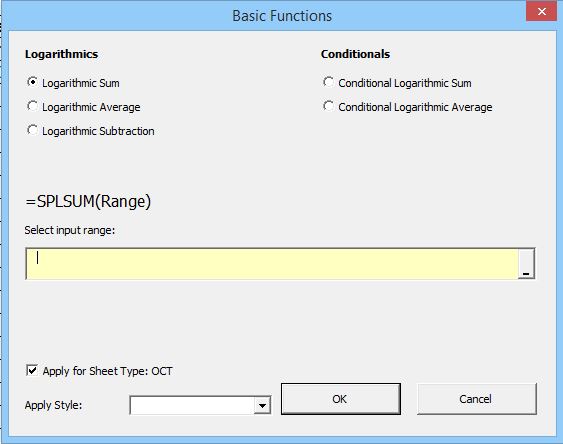 Basic Functions
Logarithmics
Conditionals
Logarithmic Sum
Conditional Logarithmic Sum
Logarithmic Average
Conditional Logarithmic Average
Logarithmic Subtraction
=SPLSUM(Range)
Select input range:
Apply for Sheet Type: OCT
Apply Style:
OK
Cancel